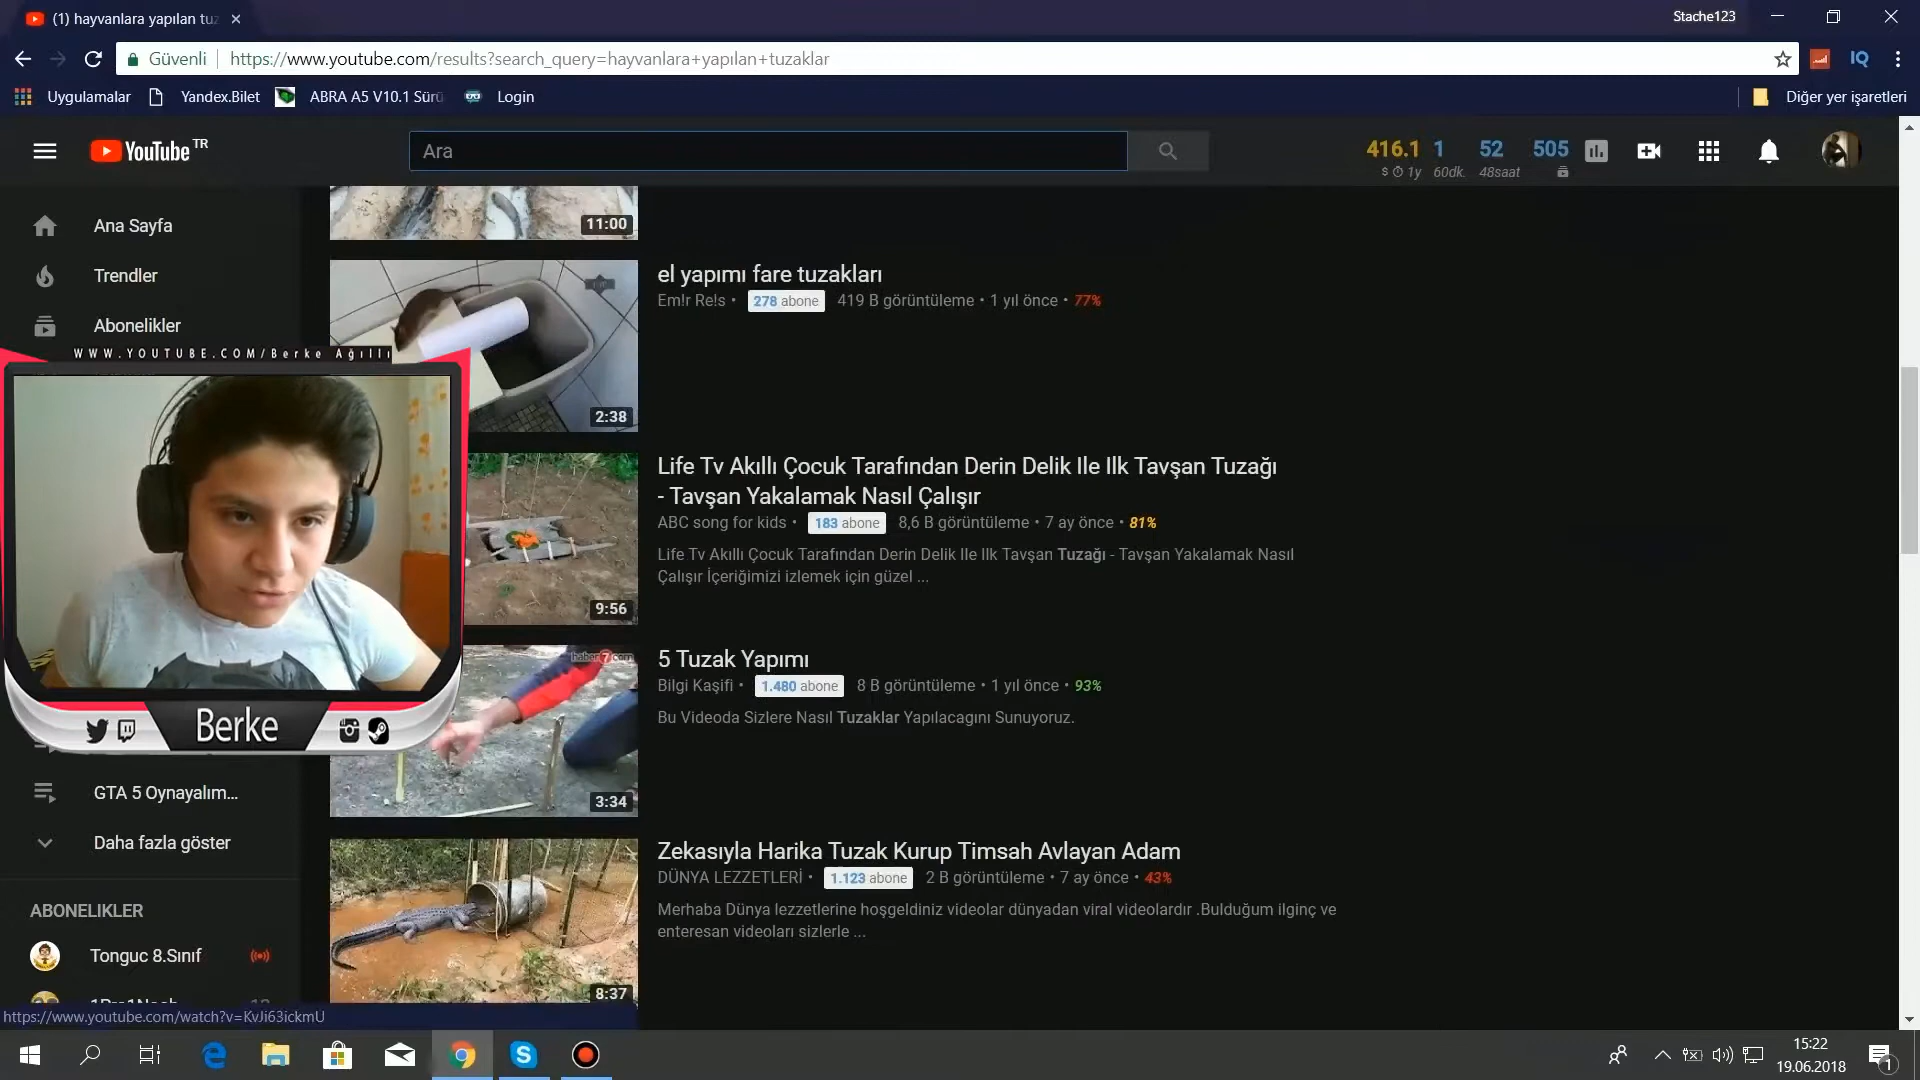 (1) hayvanlara yapılan tuz
Stache123
Güvenli
https://www.youtube.com/results?search_query=hayvanlara+yapılan+tuzaklar
IQ
Uygulamalar
Yandex.Bilet
ABRA A5 V10.1 Sürü
Login
Diğer yer işaretleri
YouTube TR
Ara
416.1 1 52 505
$ 1y 60dk. 48saat
Ana Sayfa
Trendler
Abonelikler
11:00
el yapımı fare tuzakları
Em!r Re!s • 278 abone 419 B görüntüleme • 1 yıl önce • 77%
2:38
WWW.YOUTUBE.COM/Berke Ağıllı
Life Tv Akıllı Çocuk Tarafından Derin Delik Ile Ilk Tavşan Tuzağı
- Tavşan Yakalamak Nasıl Çalışır
ABC song for kids • 183 abone 8,6 B görüntüleme • 7 ay önce • 81%
Life Tv Akıllı Çocuk Tarafından Derin Delik Ile Ilk Tavşan Tuzağı - Tavşan Yakalamak Nasıl
Çalışır İçeriğimizi izlemek için güzel ...
9:56
haber7.com
5 Tuzak Yapımı
Bilgi Kaşifi • 1.480 abone 8 B görüntüleme • 1 yıl önce • 93%
Bu Videoda Sizlere Nasıl Tuzaklar Yapılacagını Sunuyoruz.
3:34
Berke
GTA 5 Oynayalım...
Daha fazla göster
Zekasıyla Harika Tuzak Kurup Timsah Avlayan Adam
DÜNYA LEZZETLERİ • 1.123 abone 2 B görüntüleme • 7 ay önce • 43%
Merhaba Dünya lezzetlerine hoşgeldiniz videolar dünyadan viral videolardır .Bulduğum ilginç ve
enteresan videoları sizlerle ...
8:37
ABONELIKLER
Tonguc 8.Sınıf
https://www.youtube.com/watch?v=KvJi63ickmU
15:22
19.06.2018
1